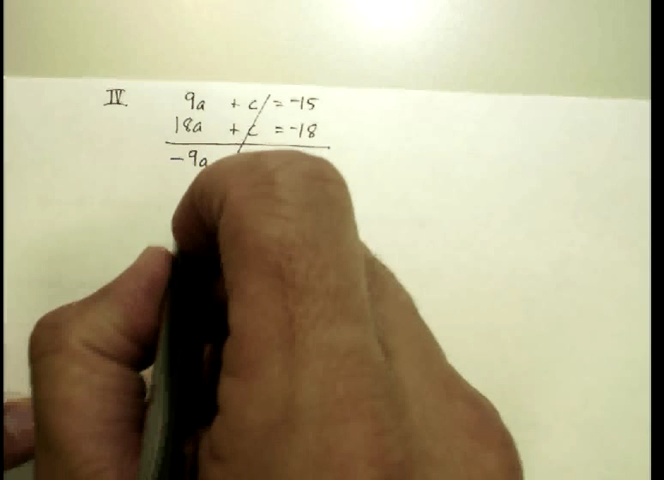 IV. 9a + c = -15
18a + c = -18
-9a